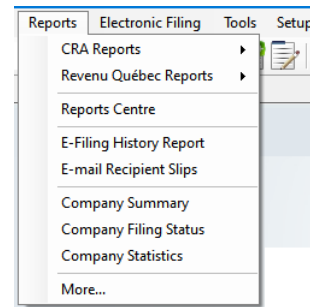 Reports Electronic Filing Tools Setup
CRA Reports
Revenu Québec Reports
Reports Centre
E-Filing History Report
E-mail Recipient Slips
Company Summary
Company Filing Status
Company Statistics
More...